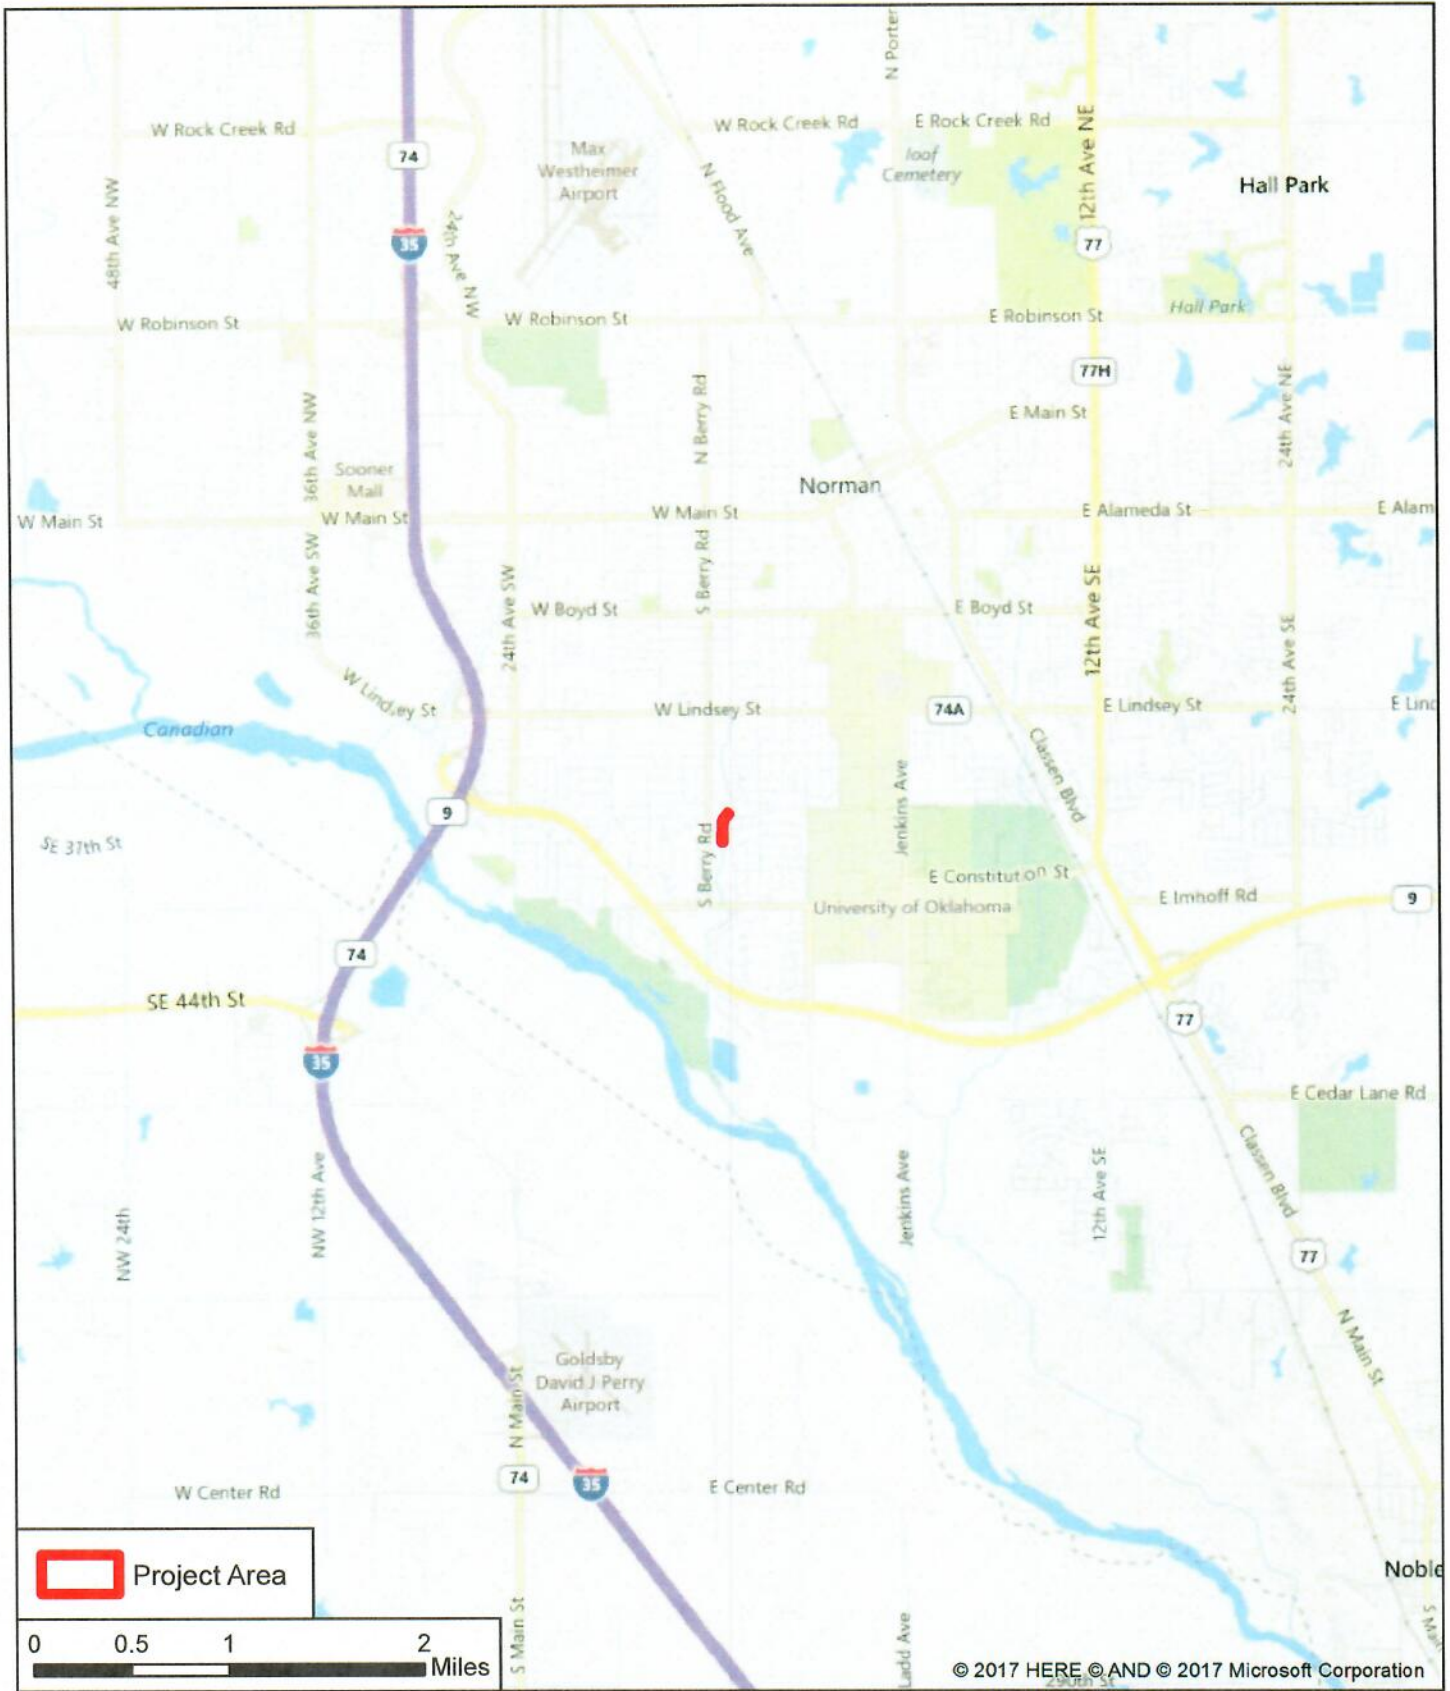 N Porter
W Rock Creek Rd
W Rock Creek Rd
E Rock Creek Rd
74
Max
Westheimer
Airport
N Flood Ave
Cemetery
12th Ave NE
Hall Park
48th Ave NW
35
24th Ave NW
77
W Robinson St
W Robinson St
E Robinson St
Hall Park
77H
36th Ave NW
N Berry Rd
E Main St
24th Ave NE
Sooner
Mall
Norman
W Main St
W Main St
W Main St
E Alameda St
E Alam
36th Ave SW
S Berry Rd
24th Ave SW
W Boyd St
E Boyd St
12th Ave SE
24th Ave SE
W Lindsey St
W Lindsey St
74A
E Lindsey St
E Lind
Canadian
Classen Blvd
9
Jenkins Ave
SE 37th St
S Berry Rd
E Constitution St
University of Oklahoma
E Imhoff Rd
9
74
SE 44th St
77
35
E Cedar Lane Rd
NW 24th
NW 12th Ave
Jenkins Ave
12th Ave SE
Classen Blvd
77
Goldsby
David J Perry
Airport
N Main St
N Main St
74
35
W Center Rd
E Center Rd
Project Area
Noble
0 0.5 1 2
Miles
S Main St
Ladd Ave
S Main
© 2017 HERE © AND © 2017 Microsoft Corporation
290th St